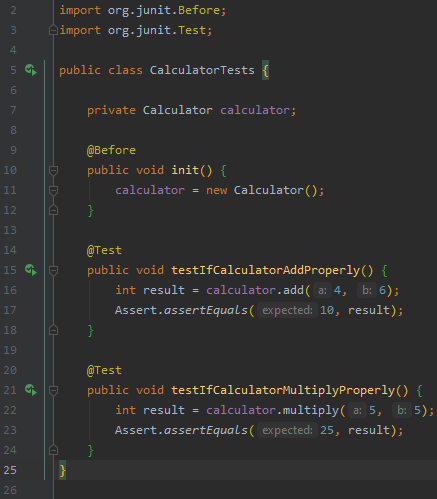 2 import org.junit.Before;
3 import org.junit.Test;
4
5 public class CalculatorTests {
6
7 private Calculator calculator;
8
9 @Before
10 public void init() {
11 calculator = new Calculator();
12 }
13
14 @Test
15 public void testIfCalculatorAddProperly() {
16 int result = calculator.add( a: 4, b: 6);
17 Assert.assertEquals( expected: 10, result);
18 }
19
20 @Test
21 public void testIfCalculatorMultiplyProperly() {
22 int result = calculator.multiply( a: 5, b: 5);
23 Assert.assertEquals( expected: 25, result);
24 }
25 }
26